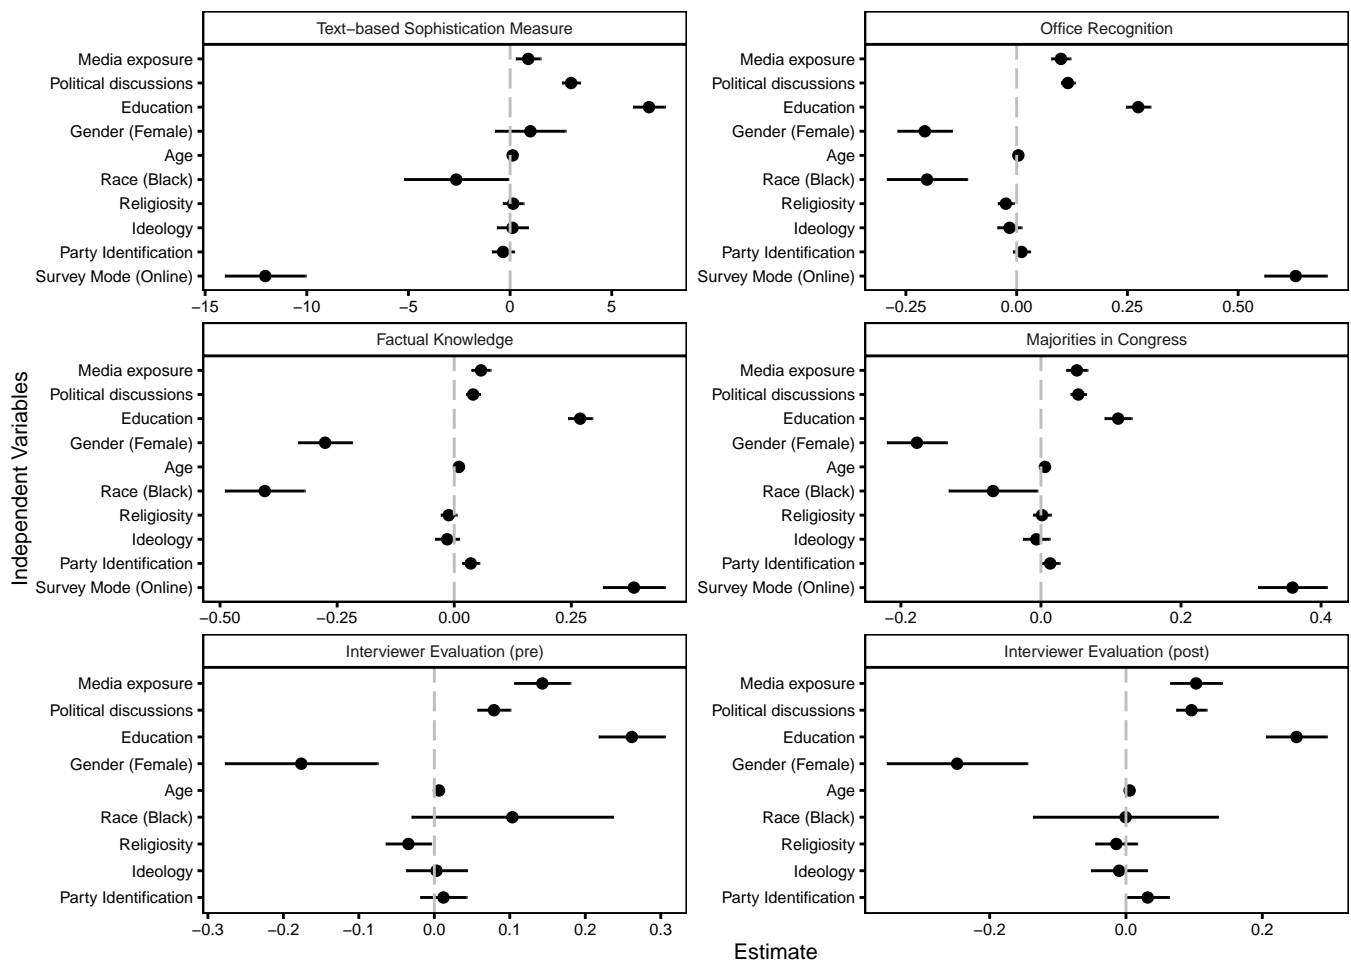 Text−based Sophistication Measure
Media exposure
Political discussions
Education
Gender (Female)
Age
Race (Black)
Religiosity
Ideology
Party Identification
Survey Mode (Online)
−15 −10 −5 0 5
Office Recognition
Media exposure
Political discussions
Education
Gender (Female)
Age
Race (Black)
Religiosity
Ideology
Party Identification
Survey Mode (Online)
−0.25 0.00 0.25 0.50
Independent Variables
Factual Knowledge
Media exposure
Political discussions
Education
Gender (Female)
Age
Race (Black)
Religiosity
Ideology
Party Identification
Survey Mode (Online)
−0.50 −0.25 0.00 0.25
Majorities in Congress
Media exposure
Political discussions
Education
Gender (Female)
Age
Race (Black)
Religiosity
Ideology
Party Identification
Survey Mode (Online)
−0.2 0.0 0.2 0.4
Interviewer Evaluation (pre)
Media exposure
Political discussions
Education
Gender (Female)
Age
Race (Black)
Religiosity
Ideology
Party Identification
−0.3 −0.2 −0.1 0.0 0.1 0.2 0.3
Interviewer Evaluation (post)
Media exposure
Political discussions
Education
Gender (Female)
Age
Race (Black)
Religiosity
Ideology
Party Identification
−0.2 0.0 0.2
Estimate